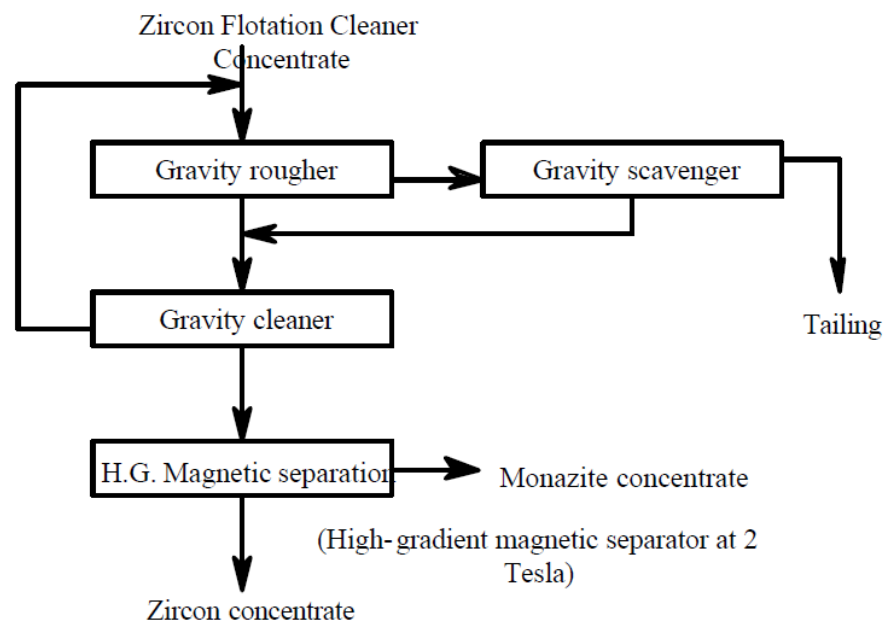 Zircon Flotation Cleaner
Concentrate
Gravity rougher
Gravity scavenger
Gravity cleaner
Tailing
H.G. Magnetic separation
Monazite concentrate
(High-gradient magnetic separator at 2
Tesla)
Zircon concentrate